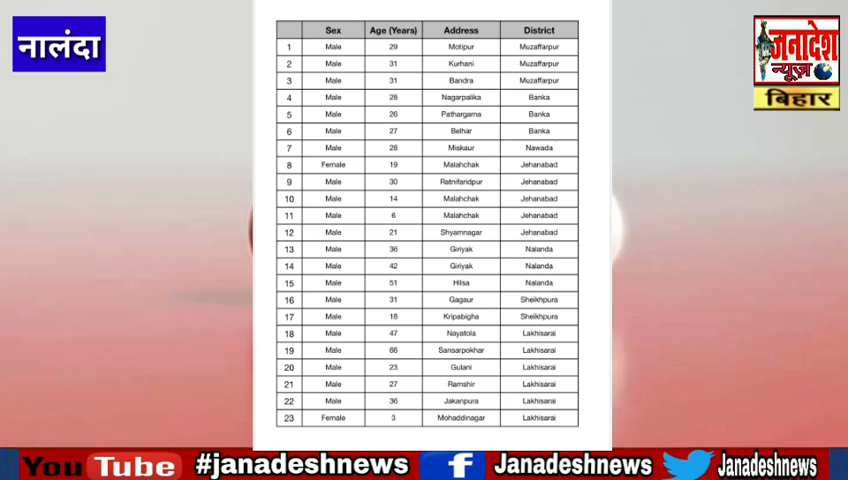 नालंदा
जनादेश
न्यूज़
बिहार
Sex Age (Years) Address District
1 Male 29 Motipur Muzaffarpur
2 Male 31 Kurhani Muzaffarpur
3 Male 31 Bandra Muzaffarpur
4 Male 28 Nagarpalika Banka
5 Male 26 Pathargama Banka
6 Male 27 Belhar Banka
7 Male 28 Miskaur Nawada
8 Female 19 Malahchak Jehanabad
9 Male 30 Ratnifaridpur Jehanabad
10 Male 14 Malahchak Jehanabad
11 Male 6 Malahchak Jehanabad
12 Male 21 Shyamnagar Jehanabad
13 Male 36 Giriyak Nalanda
14 Male 42 Giriyak Nalanda
15 Male 51 Hilsa Nalanda
16 Male 31 Gagaur Sheikhpura
17 Male 18 Kripabigha Sheikhpura
18 Male 47 Nayatola Lakhisarai
19 Male 66 Sansarpokhar Lakhisarai
20 Male 23 Gulani Lakhisarai
21 Male 27 Ramshir Lakhisarai
22 Male 36 Jakanpura Lakhisarai
23 Female 3 Mohaddinagar Lakhisarai
You Tube #janadeshnews f Janadeshnews Janadeshnews